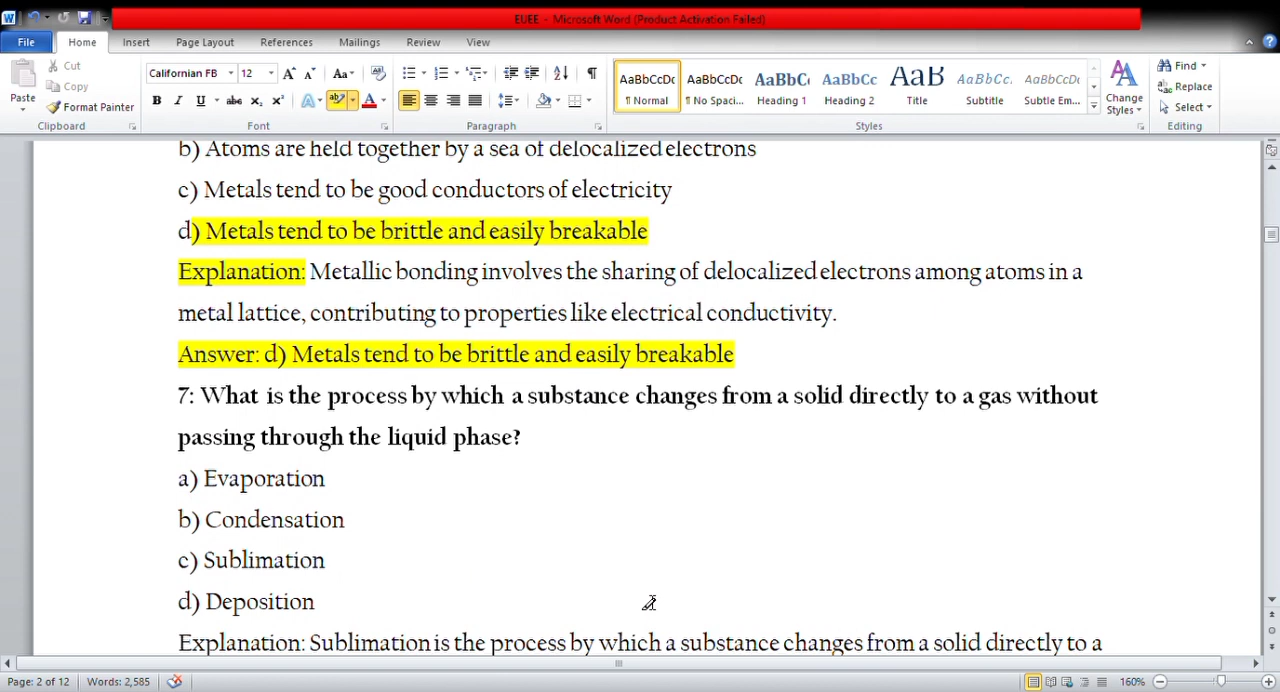 EUEE - Microsoft Word (Product Activation Failed)
File Home Insert Page Layout References Mailings Review View
Paste
Cut
Copy
Format Painter
Clipboard
Californian FB 12
Font
Paragraph
AaBbCcDc AaBbCcDc AaBbC AaBbCc AaB AaBbCc. AaBbCcDc
¶ Normal ¶ No Spaci... Heading 1 Heading 2 Title Subtitle Subtle Em...
Change Styles
Styles
Find
Replace
Select
Editing
b) Atoms are held together by a sea of delocalized electrons
c) Metals tend to be good conductors of electricity
d) Metals tend to be brittle and easily breakable
Explanation: Metallic bonding involves the sharing of delocalized electrons among atoms in a
metal lattice, contributing to properties like electrical conductivity.
Answer: d) Metals tend to be brittle and easily breakable
7: What is the process by which a substance changes from a solid directly to a gas without
passing through the liquid phase?
a) Evaporation
b) Condensation
c) Sublimation
d) Deposition
Explanation: Sublimation is the process by which a substance changes from a solid directly to a
Page: 2 of 12 Words: 2,585 160%